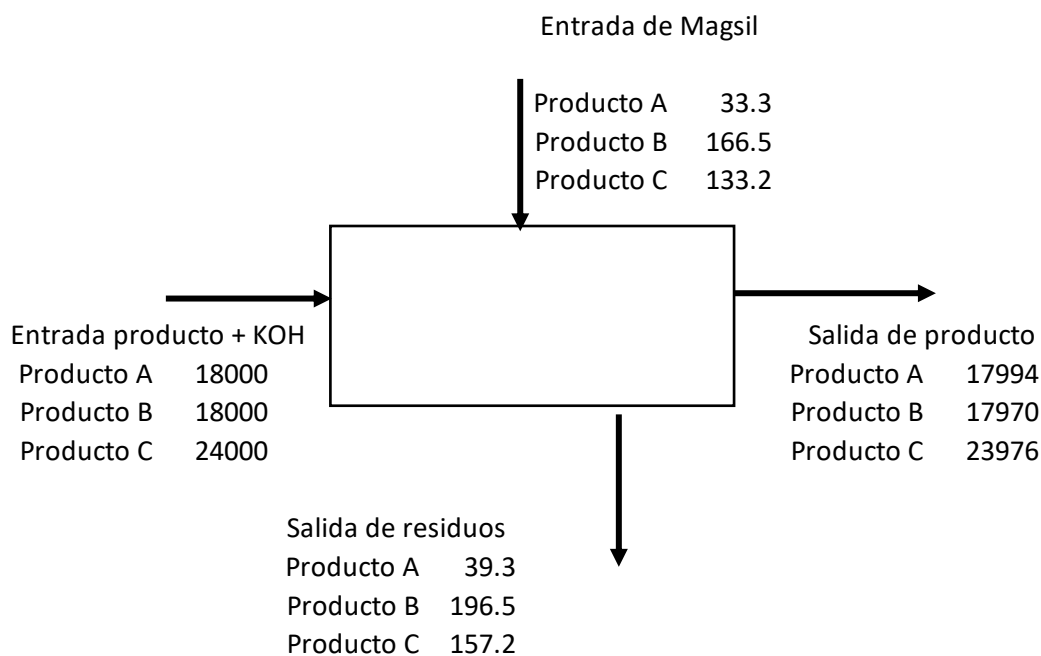 Entrada de Magsil
Producto A 33.3
Producto B 166.5
Producto C 133.2
Entrada producto + KOH
Producto A 18000
Producto B 18000
Producto C 24000
Salida de producto
Producto A 17994
Producto B 17970
Producto C 23976
Salida de residuos
Producto A 39.3
Producto B 196.5
Producto C 157.2